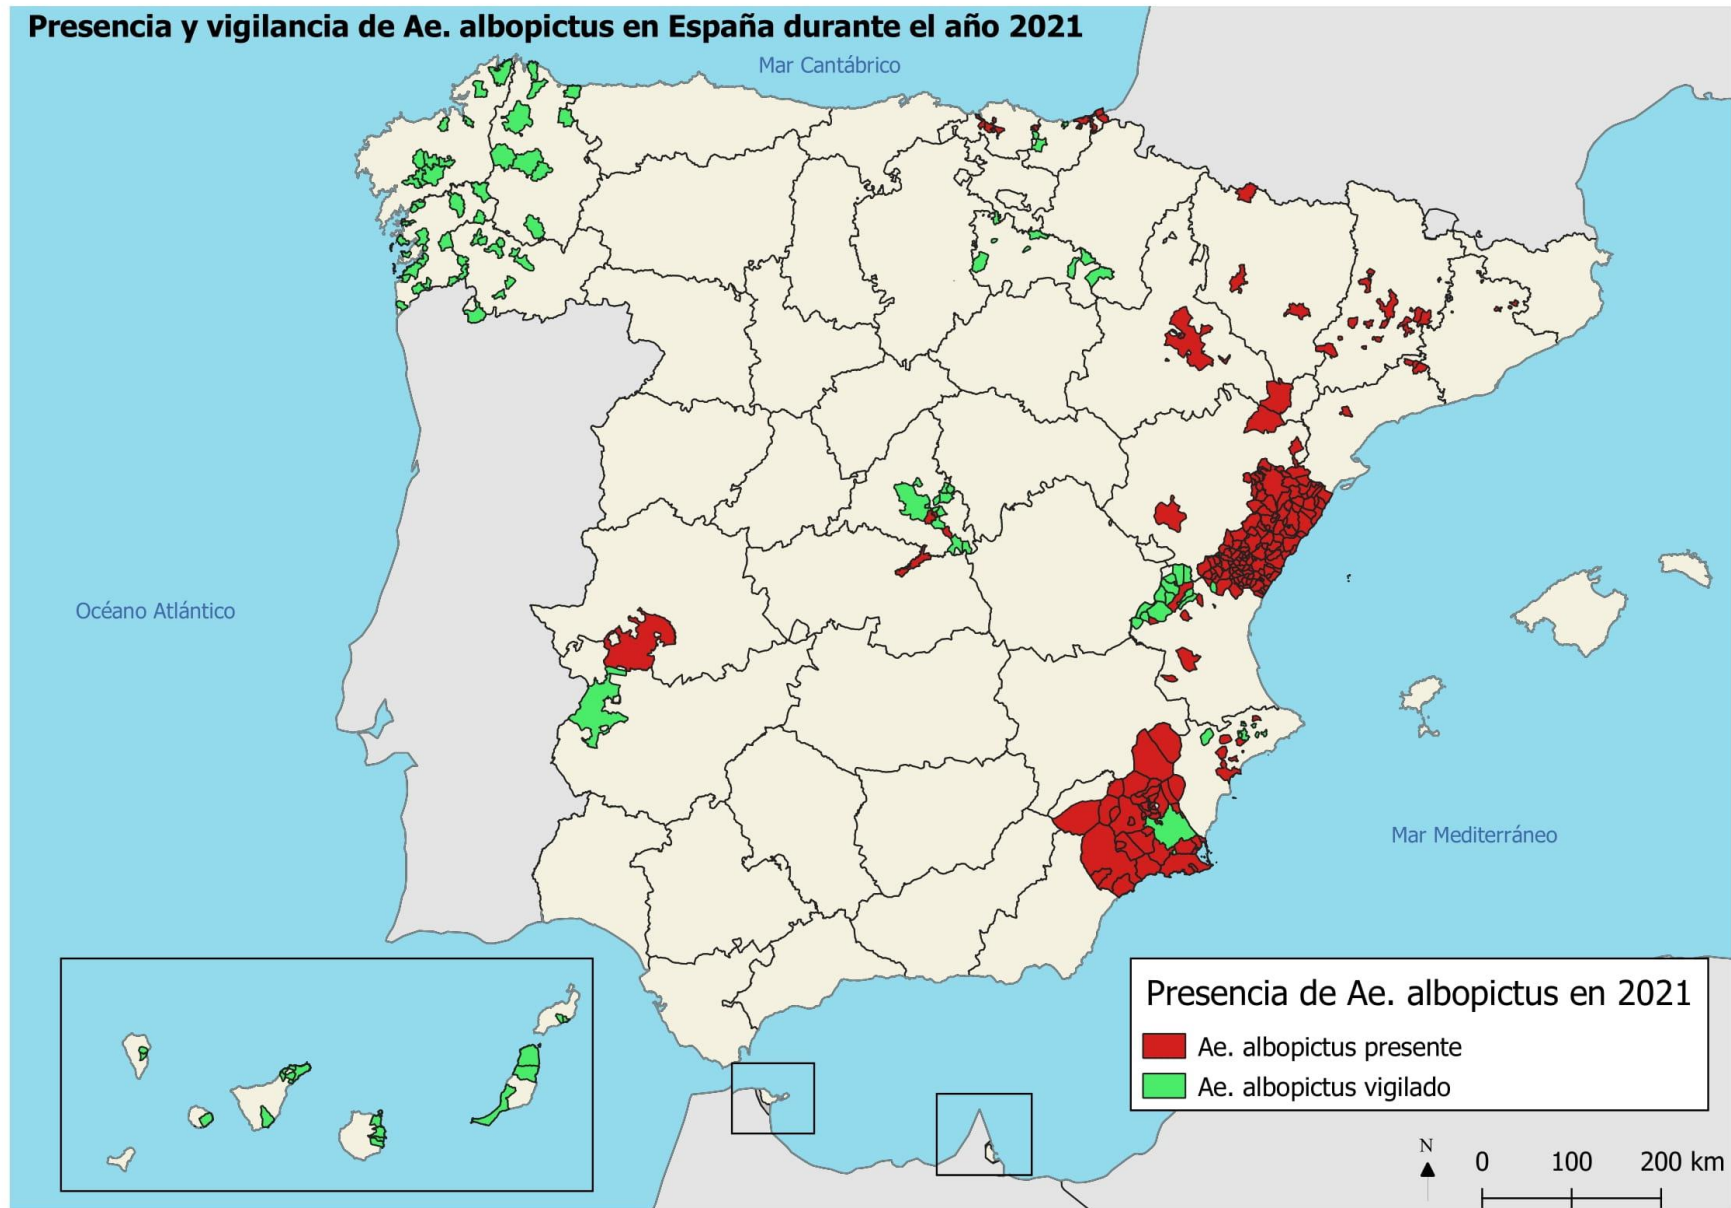 Presencia y vigilancia de Ae. albopictus en España durante el año 2021
Mar Cantábrico
Océano Atlántico
Mar Mediterráneo
Presencia de Ae. albopictus en 2021
Ae. albopictus presente
Ae. albopictus vigilado
N
0 100 200 km